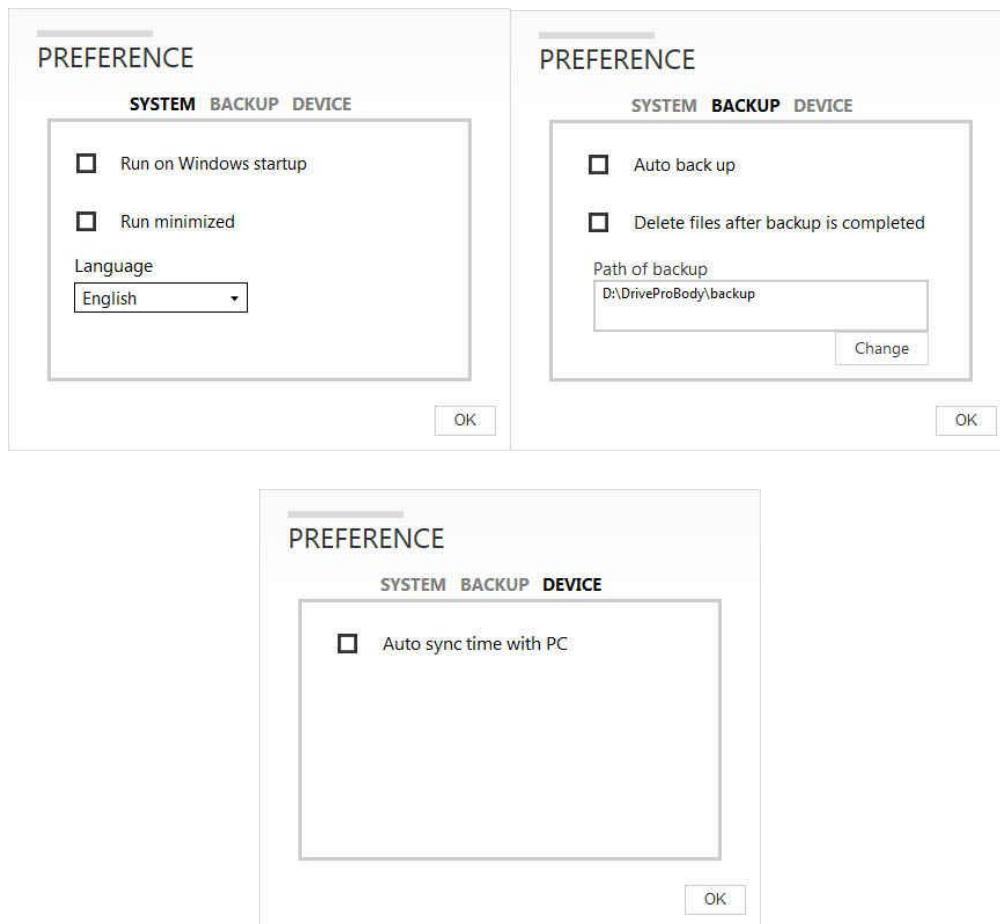 PREFERENCE
SYSTEM BACKUP DEVICE
Run on Windows startup
Run minimized
Language
English
OK
PREFERENCE
SYSTEM BACKUP DEVICE
Auto back up
Delete files after backup is completed
Path of backup
D:\DriveProBody\backup
Change
OK
PREFERENCE
SYSTEM BACKUP DEVICE
Auto sync time with PC
OK